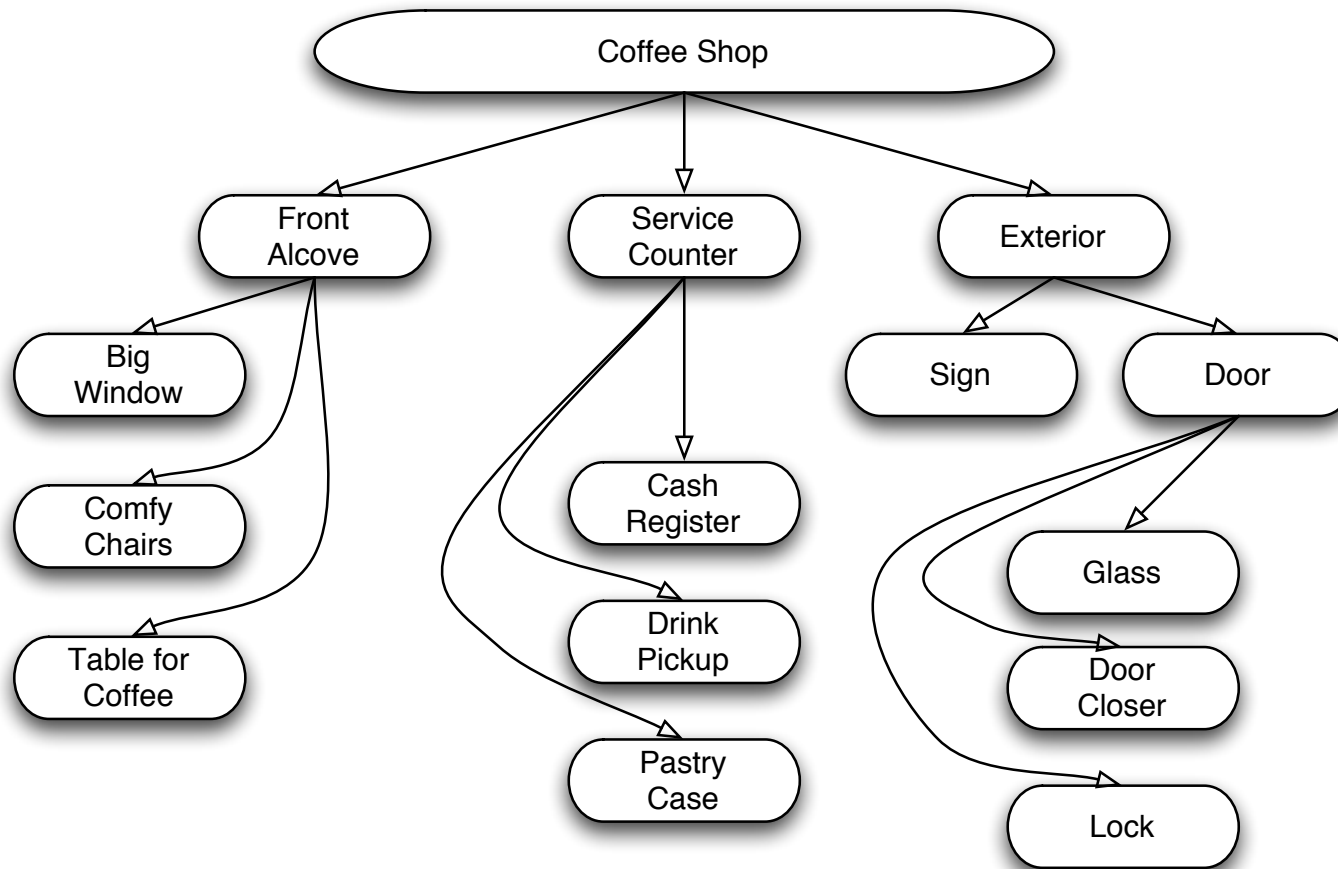 Coffee Shop
Front
Alcove
Service
Counter
Exterior
Big
Window
Sign
Door
Comfy
Chairs
Cash
Register
Glass
Table for
Coffee
Drink
Pickup
Door
Closer
Pastry
Case
Lock